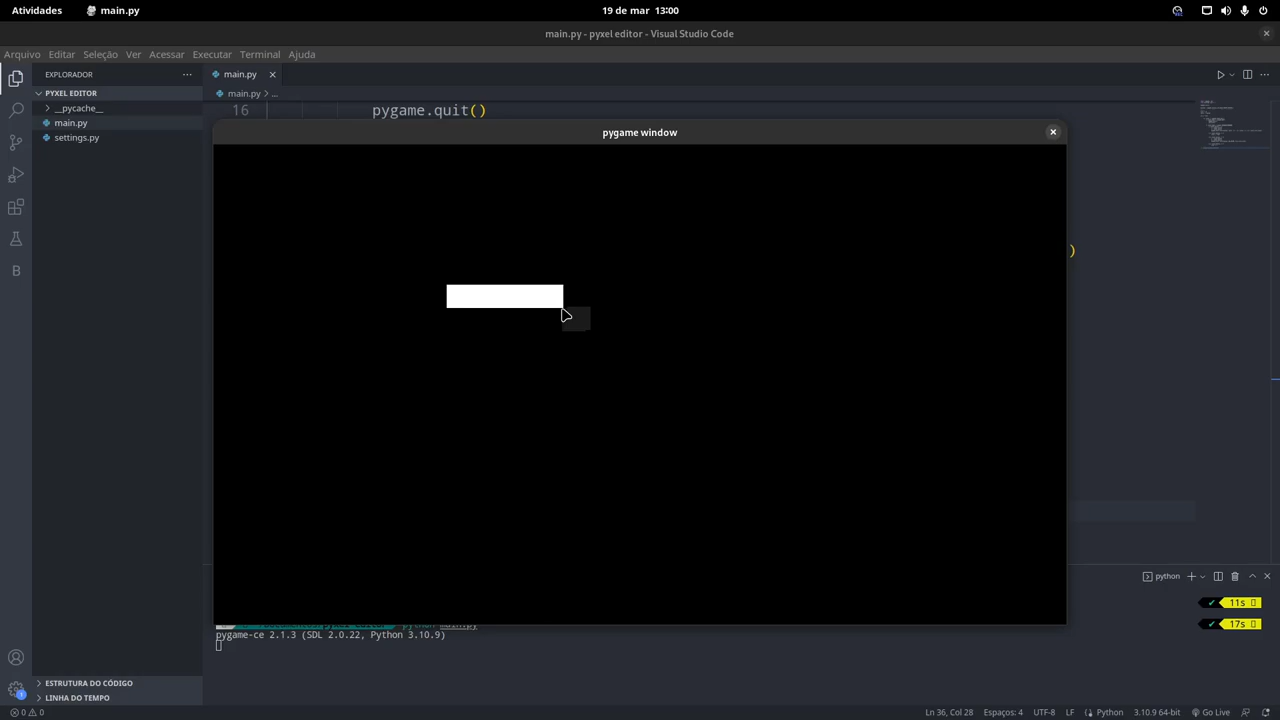 Atividades main.py 19 de mar 13:00
main.py - pyxel editor - Visual Studio Code
Arquivo Editar Seleção Ver Acessar Executar Terminal Ajuda
EXPLORADOR
main.py
PYXEL EDITOR
main.py > ...
__pycache__
16 pygame.quit()
main.py
pygame window
settings.py
)
python
11s
17s
pygame-ce 2.1.3 (SDL 2.0.22, Python 3.10.9)
ESTRUTURA DO CÓDIGO
LINHA DO TEMPO
0 0 Ln 36, Col 28 Espaços: 4 UTF-8 LF Python 3.10.9 64-bit Go Live